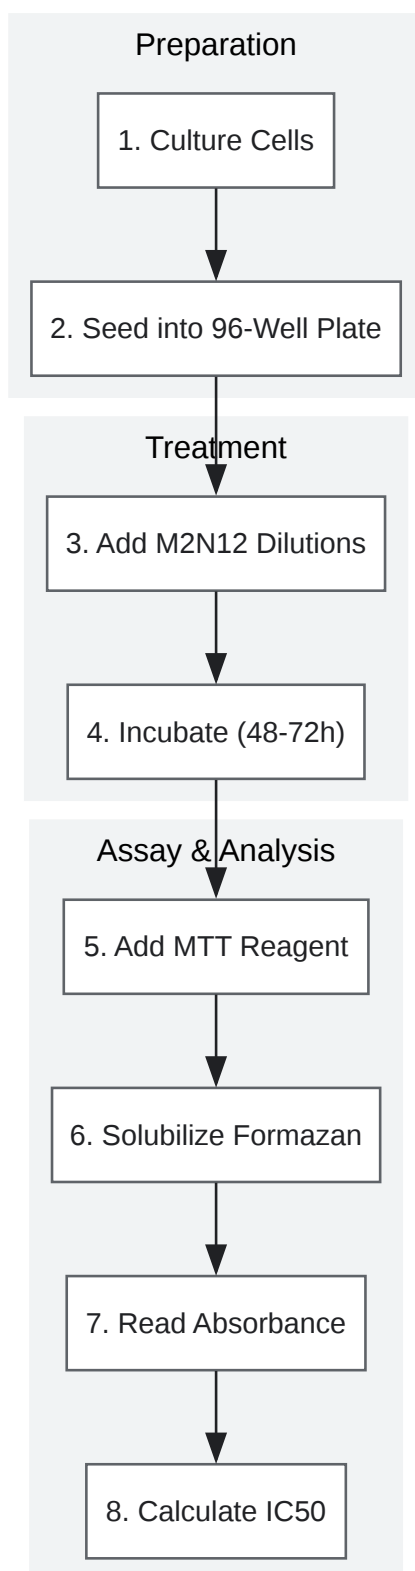 Preparation
1. Culture Cells
2. Seed into 96-Well Plate
Treatment
3. Add M2N12 Dilutions
4. Incubate (48-72h)
Assay & Analysis
5. Add MTT Reagent
6. Solubilize Formazan
7. Read Absorbance
8. Calculate IC50